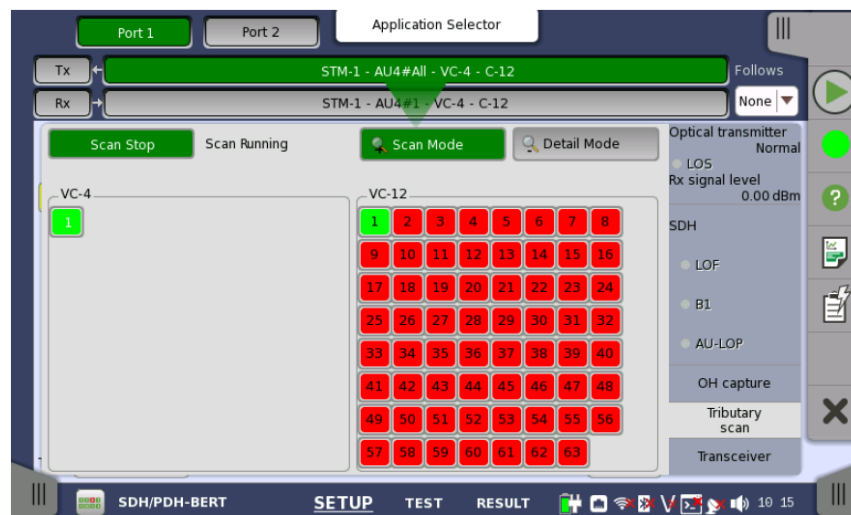 Port 1
Port 2
Application Selector
Tx
STM-1 - AU4#All - VC-4 - C-12
Follows
Rx
STM-1 - AU4#1 - VC-4 - C-12
None
Scan Stop
Scan Running
Scan Mode
Detail Mode
Optical transmitter
Normal
LOS
Rx signal level
0.00 dBm
VC-4
1
VC-12
1 2 3 4 5 6 7 8
9 10 11 12 13 14 15 16
17 18 19 20 21 22 23 24
25 26 27 28 29 30 31 32
33 34 35 36 37 38 39 40
41 42 43 44 45 46 47 48
49 50 51 52 53 54 55 56
57 58 59 60 61 62 63
SDH
LOF
B1
AU-LOP
OH capture
Tributary
scan
Transceiver
?
SDH/PDH-BERT
SETUP
TEST
RESULT
10 15